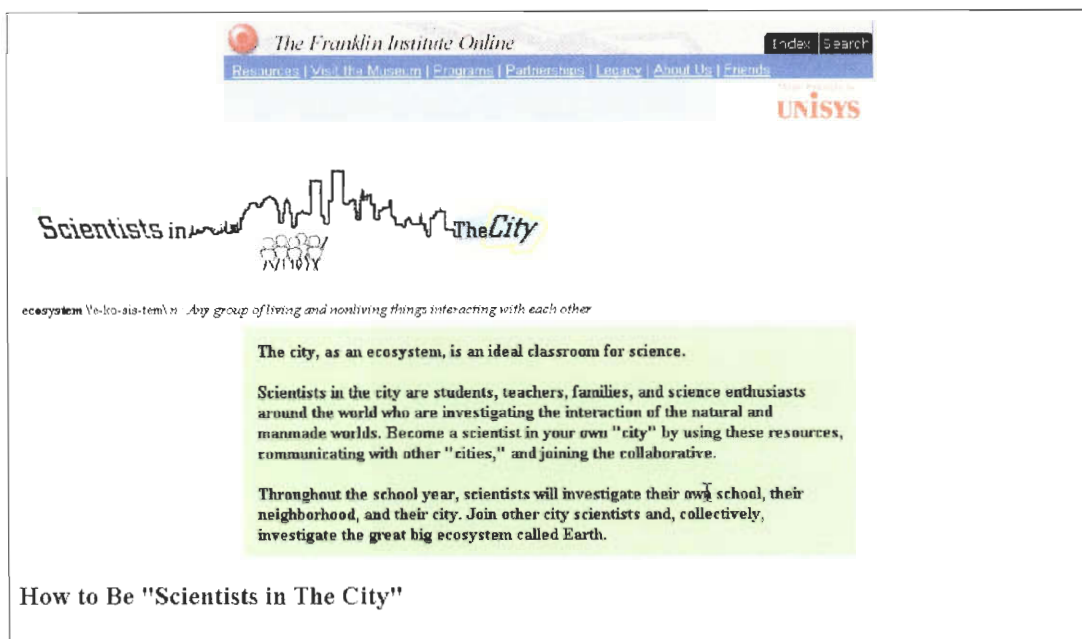 The Franklin Institute Online
Index Search
Resources | Visit the Museum | Programs | Partnerships | Legacy | About Us | Friends
UNISYS
Scientists in The City
ecosystem \'e-ko-sis-tem\ n Any group of living and nonliving things interacting with each other
The city, as an ecosystem, is an ideal classroom for science.
Scientists in the city are students, teachers, families, and science enthusiasts
around the world who are investigating the interaction of the natural and
manmade worlds. Become a scientist in your own "city" by using these resources,
communicating with other "cities," and joining the collaborative.
Throughout the school year, scientists will investigate their own school, their
neighborhood, and their city. Join other city scientists and, collectively,
investigate the great big ecosystem called Earth.
How to Be "Scientists in The City"